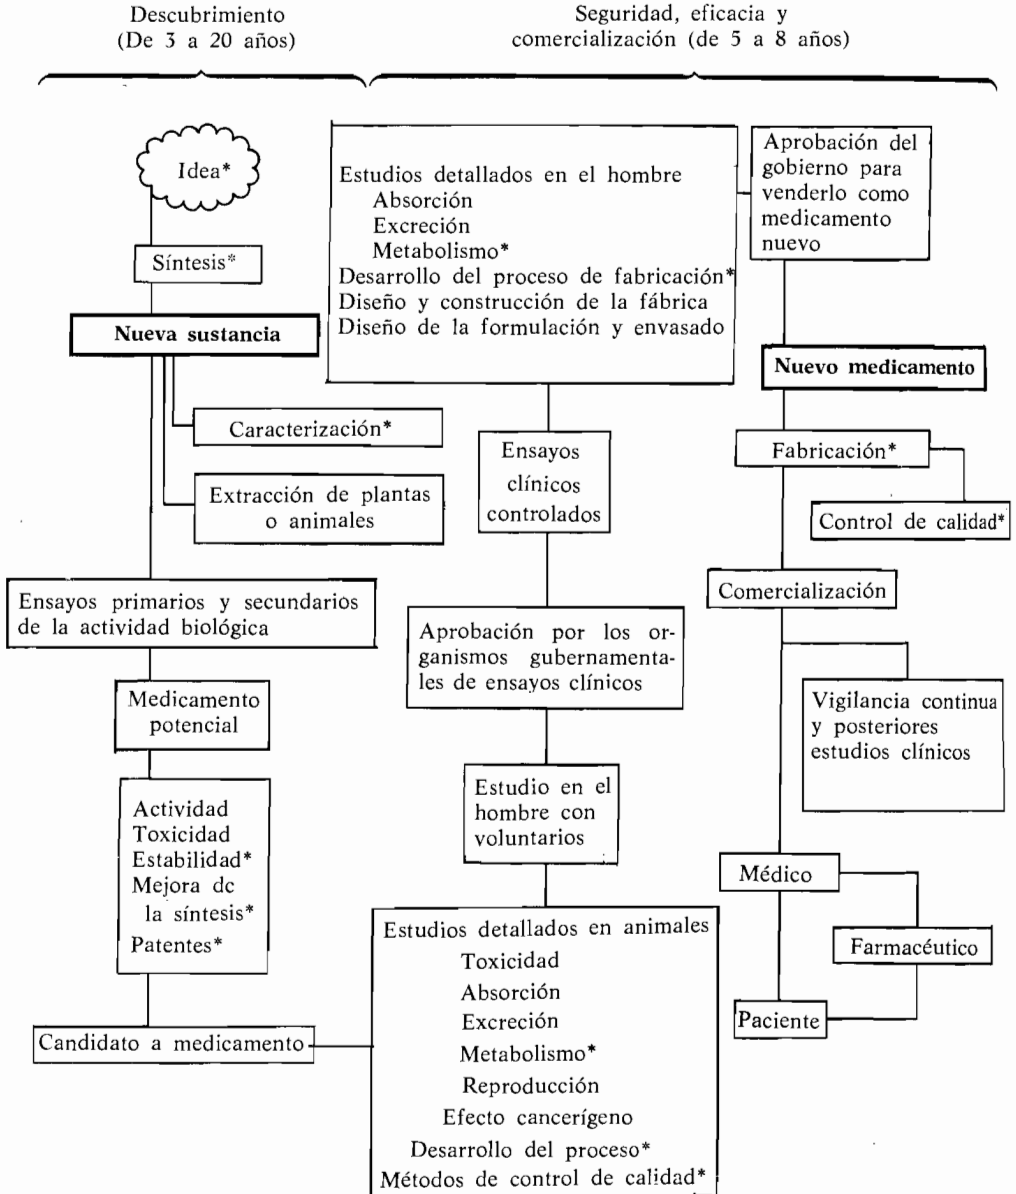 Descubrimiento
(De 3 a 20 años)
Seguridad, eficacia y
comercialización (de 5 a 8 años)
Idea*
Síntesis*
Nueva sustancia
Caracterización*
Extracción de plantas
o animales
Ensayos primarios y secundarios
de la actividad biológica
Medicamento
potencial
Actividad
Toxicidad
Estabilidad*
Mejora de
la síntesis*
Patentes*
Candidato a medicamento
Estudios detallados en animales
Toxicidad
Absorción
Excreción
Metabolismo*
Reproducción
Efecto cancerígeno
Desarrollo del proceso*
Métodos de control de calidad*
Estudio en el
hombre con
voluntarios
Aprobación por los or-
ganismos gubernamenta-
les de ensayos clínicos
Ensayos
clínicos
controlados
Estudios detallados en el hombre
Absorción
Excreción
Metabolismo*
Desarrollo del proceso de fabricación*
Diseño y construcción de la fábrica
Diseño de la formulación y envasado
Aprobación del
gobierno para
venderlo como
medicamento
nuevo
Nuevo medicamento
Fabricación*
Control de calidad*
Comercialización
Vigilancia continua
y posteriores
estudios clínicos
Médico
Farmacéutico
Paciente